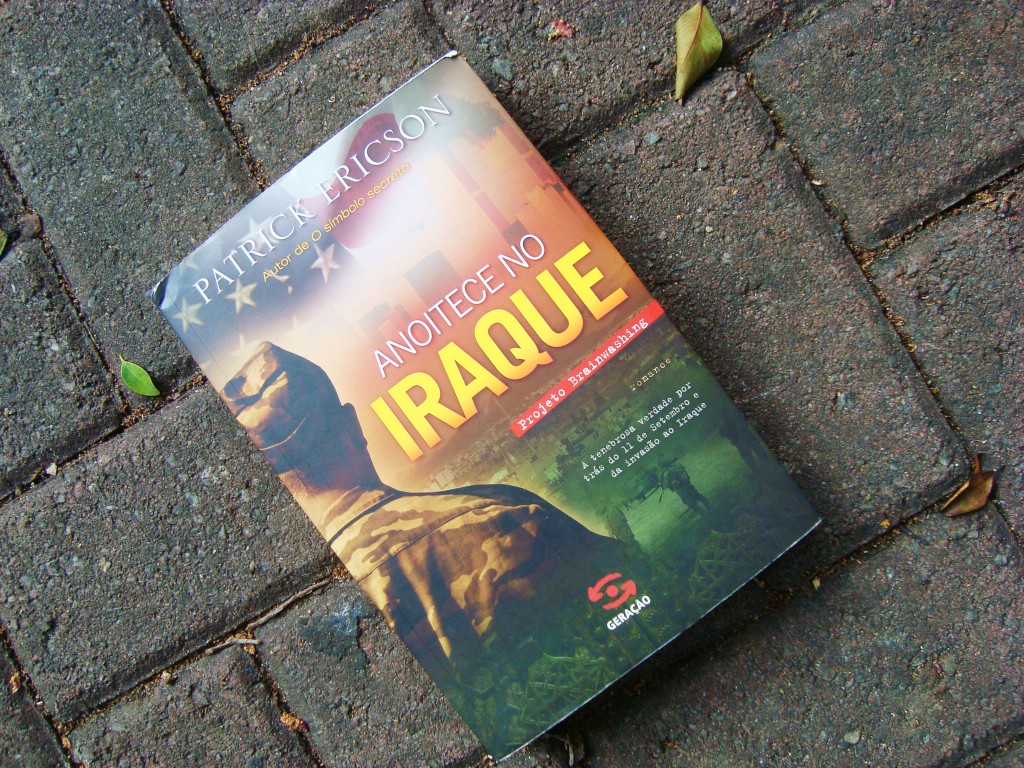 PATRICK ERICSON
Autor de O símbolo secreto
ANOITECE NO
IRAQUE
Projeto Brainwashing
romance
A tenebrosa verdade por
trás do 11 de Setembro e
da invasão ao Iraque
GERAÇÃO